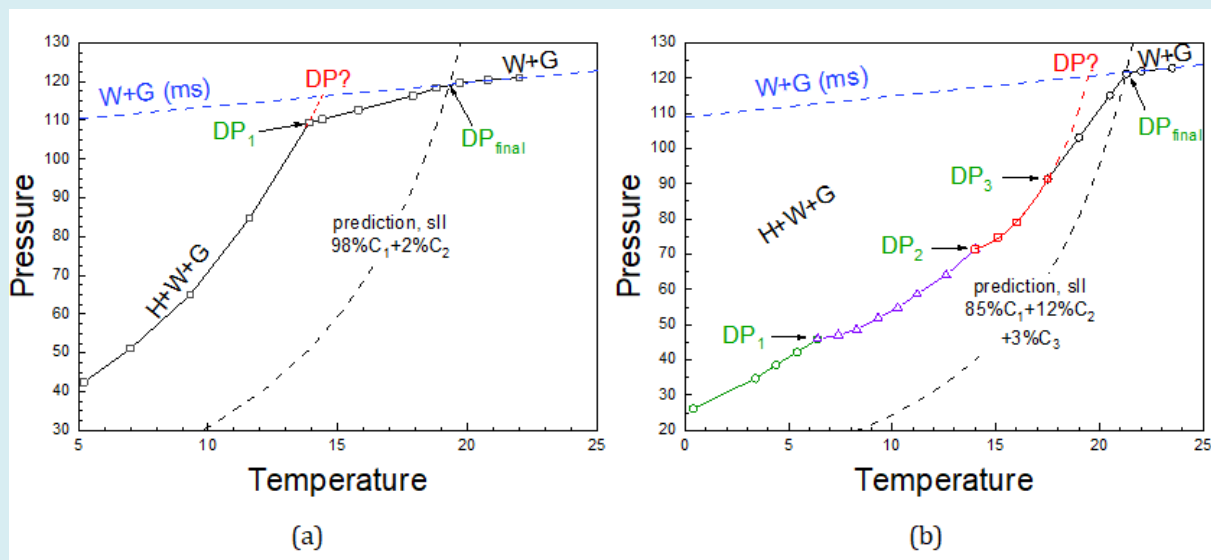 130
120
110
100
90
80
70
60
50
40
30
5
10
15
20
25
Pressure
Temperature
W+G (ms)
DP?
W+G
DP₁
DP_final
H+W+G
prediction, sII
98%C₁+2%C₂
(a)
130
120
110
100
90
80
70
60
50
40
30
20
0
5
10
15
20
25
Pressure
Temperature
W+G (ms)
DP?
W+G
DP_final
DP₃
H+W+G
DP₂
prediction, sII
85%C₁+12%C₂
+3%C₃
DP₁
(b)